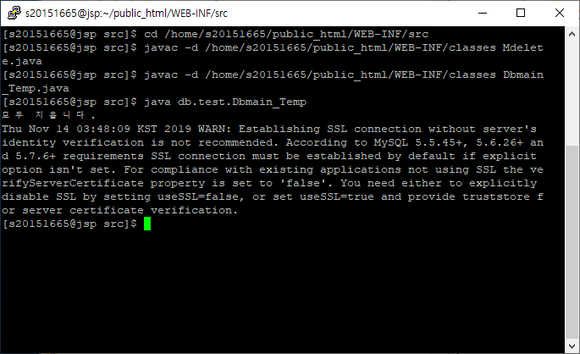 s20151665@jsp:~/public_html/WEB-INF/src
[s20151665@jsp src]$ cd /home/s20151665/public_html/WEB-INF/src
[s20151665@jsp src]$ javac -d /home/s20151665/public_html/WEB-INF/classes Mdelet
e.java
[s20151665@jsp src]$ javac -d /home/s20151665/public_html/WEB-INF/classes Dbmain
_Temp.java
[s20151665@jsp src]$ java db.test.Dbmain_Temp
모두 지웁니다.
Thu Nov 14 03:48:09 KST 2019 WARN: Establishing SSL connection without server's
identity verification is not recommended. According to MySQL 5.5.45+, 5.6.26+ an
d 5.7.6+ requirements SSL connection must be established by default if explicit
option isn't set. For compliance with existing applications not using SSL the ve
rifyServerCertificate property is set to 'false'. You need either to explicitly
disable SSL by setting useSSL=false, or set useSSL=true and provide truststore f
or server certificate verification.
[s20151665@jsp src]$